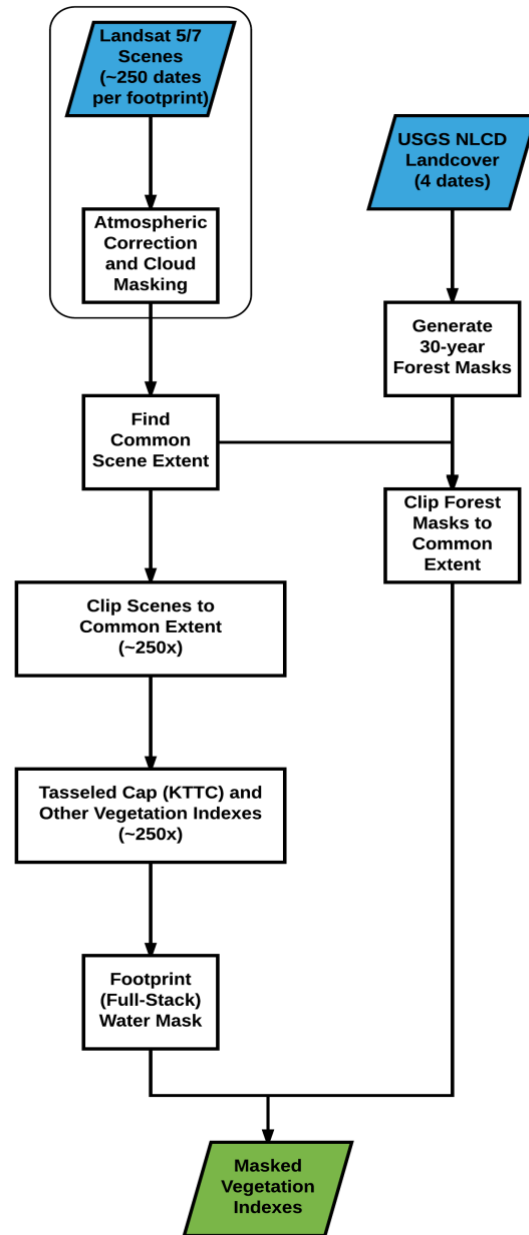 Landsat 5/7
Scenes
(~250 dates
per footprint)
USGS NLCD
Landcover
(4 dates)
Atmospheric
Correction
and Cloud
Masking
Generate
30-year
Forest Masks
Find
Common
Scene Extent
Clip Forest
Masks to
Common
Extent
Clip Scenes to
Common Extent
(~250x)
Tasseled Cap (KTTC) and
Other Vegetation Indexes
(~250x)
Footprint
(Full-Stack)
Water Mask
Masked
Vegetation
Indexes